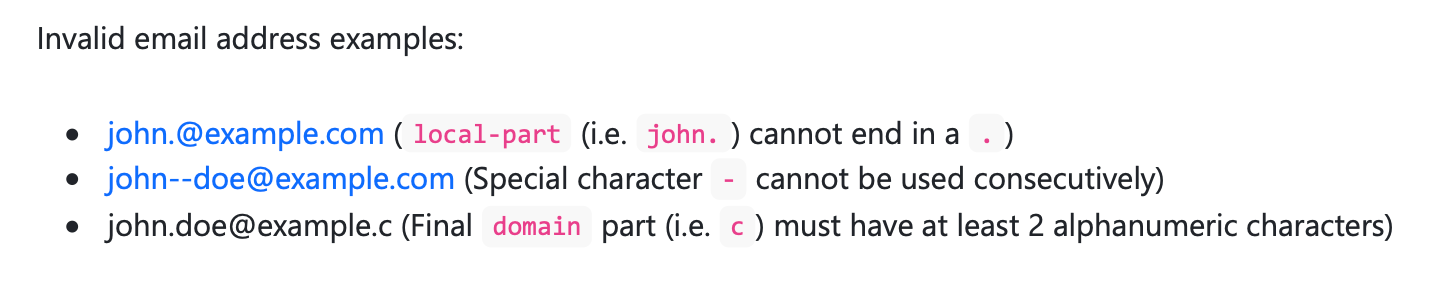 Invalid email address examples:
• john.@example.com ( local-part (i.e. john. ) cannot end in a . )
• john--doe@example.com (Special character - cannot be used consecutively)
• john.doe@example.c (Final domain part (i.e. c ) must have at least 2 alphanumeric characters)